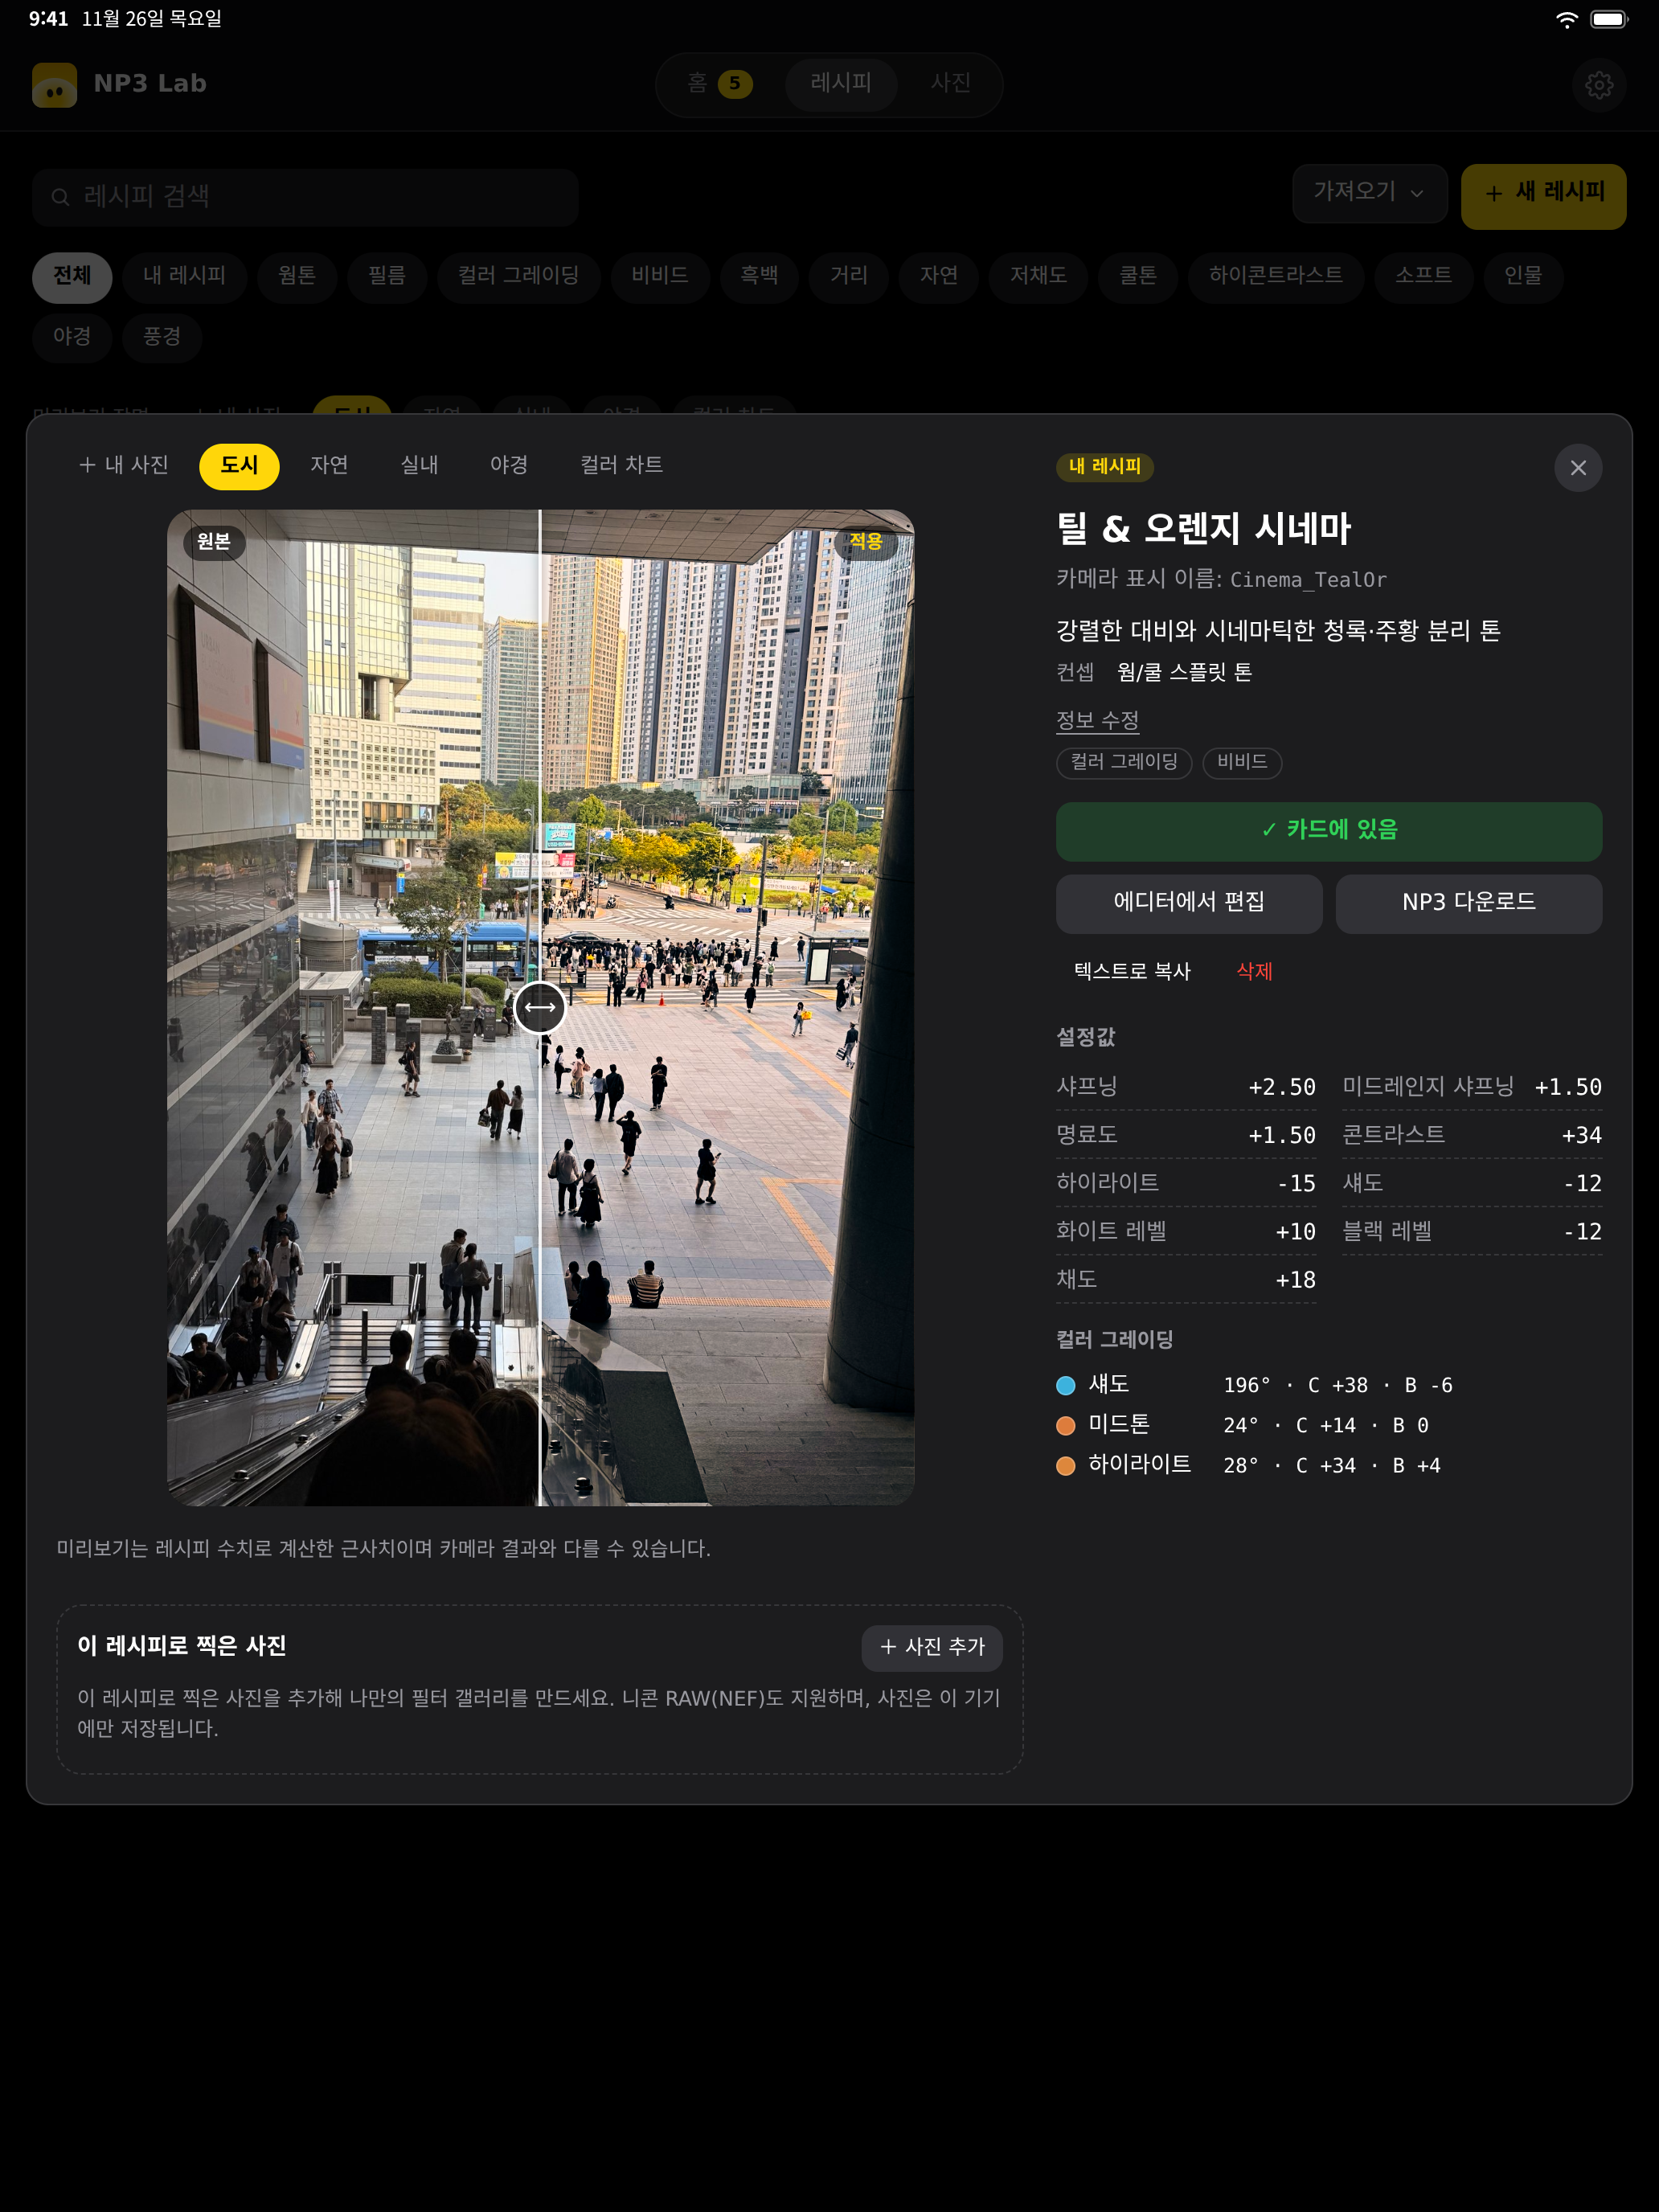 9:41 11월 26일 목요일
NP3 Lab
홈 5 레시피 사진
레시피 검색
가져오기
+ 새 레시피
전체 내 레시피 웜톤 필름 컬러 그레이딩 비비드 흑백 거리 자연 저채도 쿨톤 하이콘트라스트 소프트 인물
야경 풍경
+ 내 사진 도시 자연 실내 야경 컬러 차트
원본
적용
내 레시피
틸 & 오렌지 시네마
카메라 표시 이름: Cinema_TealOr
강렬한 대비와 시네마틱한 청록·주황 분리 톤
컨셉 웜/쿨 스플릿 톤
정보 수정
컬러 그레이딩 비비드
✓ 카드에 있음
에디터에서 편집 NP3 다운로드
텍스트로 복사 삭제
설정값
샤프닝 +2.50 미드레인지 샤프닝 +1.50
명료도 +1.50 콘트라스트 +34
하이라이트 -15 섀도 -12
화이트 레벨 +10 블랙 레벨 -12
채도 +18
컬러 그레이딩
섀도 196° · C +38 · B -6
미드톤 24° · C +14 · B 0
하이라이트 28° · C +34 · B +4
미리보기는 레시피 수치로 계산한 근사치이며 카메라 결과와 다를 수 있습니다.
이 레시피로 찍은 사진
+ 사진 추가
이 레시피로 찍은 사진을 추가해 나만의 필터 갤러리를 만드세요. 니콘 RAW(NEF)도 지원하며, 사진은 이 기기
에만 저장됩니다.